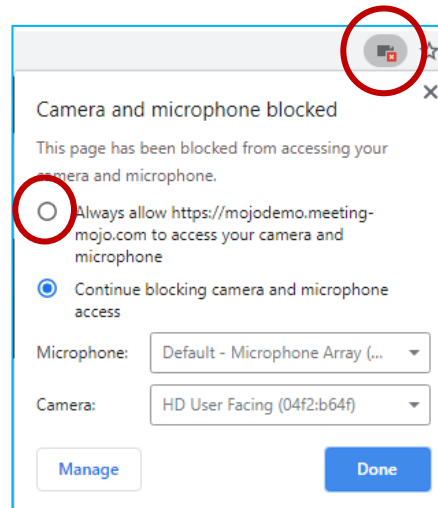 Camera and microphone blocked
This page has been blocked from accessing your
camera and microphone.
Always allow https://mojodemo.meeting-
mojo.com to access your camera and
microphone
Continue blocking camera and microphone
access
Microphone: Default - Microphone Array (...
Camera: HD User Facing (04f2:b64f)
Manage Done